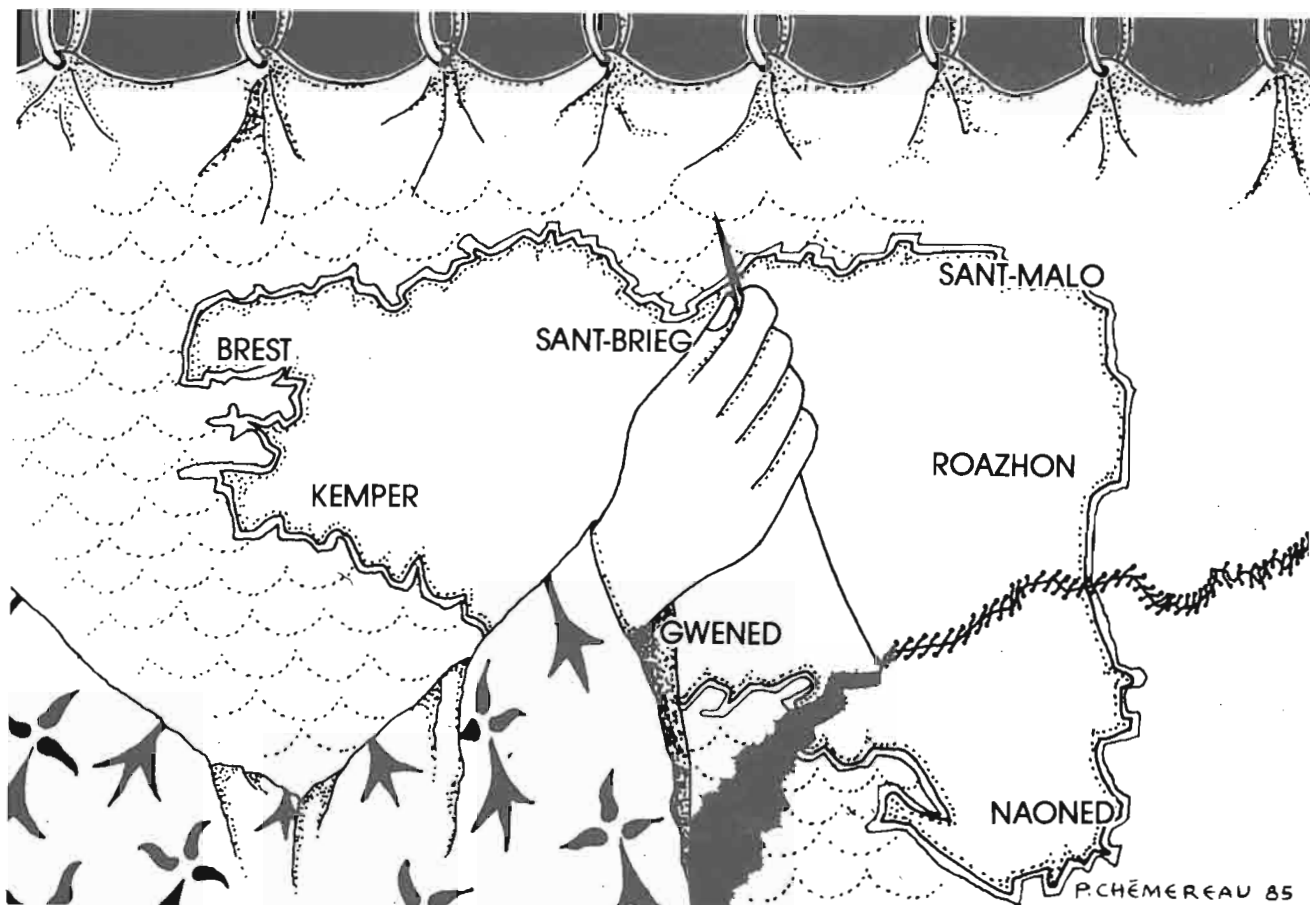 SANT-MALO
BREST
SANT-BRIEG
ROAZHON
KEMPER
GWENED
NAONED
P.CHÉMEREAU 85